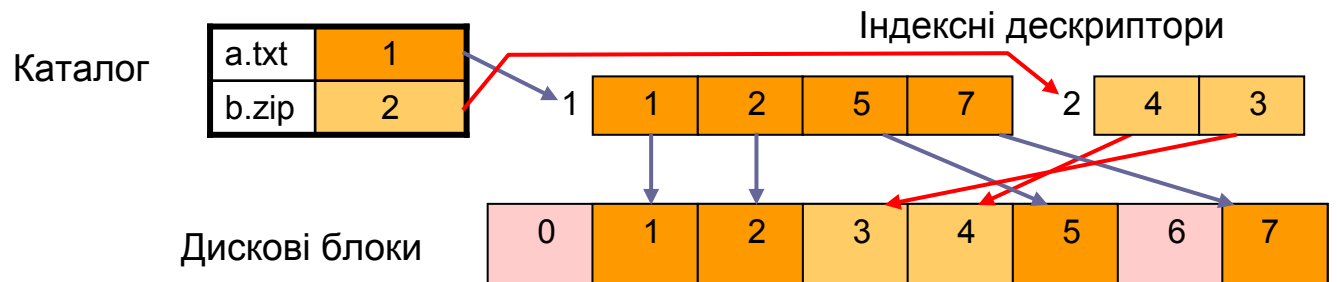 Індексні дескриптори
Каталог
a.txt 1
b.zip 2
1 1 2 5 7
2 4 3
Дискові блоки
0 1 2 3 4 5 6 7